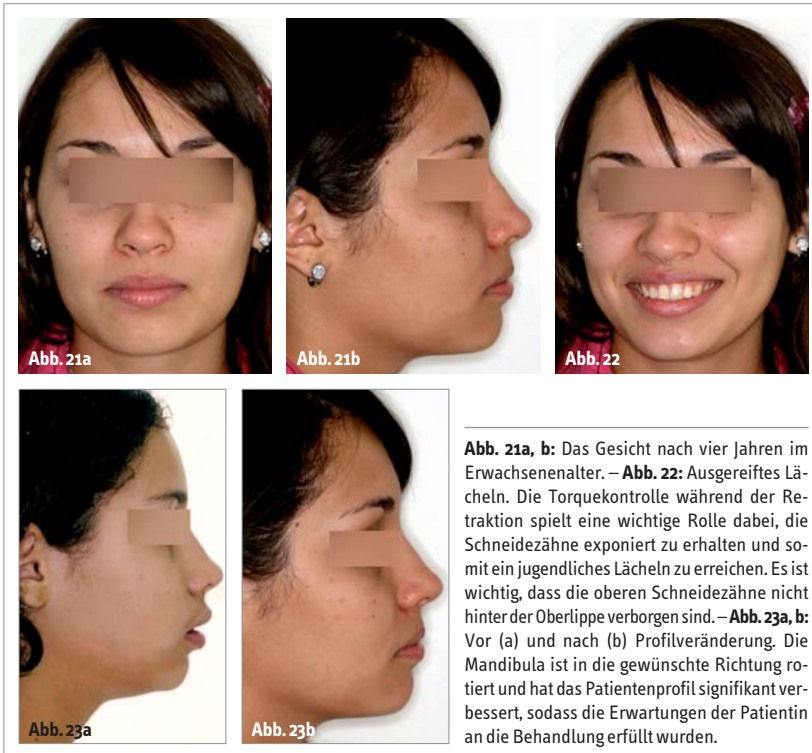 Abb. 21a
Abb. 21b
Abb. 22
Abb. 23a
Abb. 23b
Abb. 21a, b: Das Gesicht nach vier Jahren im
Erwachsenenalter. – Abb. 22: Ausgereiftes Lä-
cheln. Die Torquekontrolle während der Re-
traktion spielt eine wichtige Rolle dabei, die
Schneidezähne exponiert zu erhalten und so-
mit ein jugendliches Lächeln zu erreichen. Es ist
wichtig, dass die oberen Schneidezähne nicht
hinter der Oberlippe verborgen sind. – Abb. 23a, b:
Vor (a) und nach (b) Profilveränderung. Die
Mandibula ist in die gewünschte Richtung ro-
tiert und hat das Patientenprofil signifikant ver-
bessert, sodass die Erwartungen der Patientin
an die Behandlung erfüllt wurden.